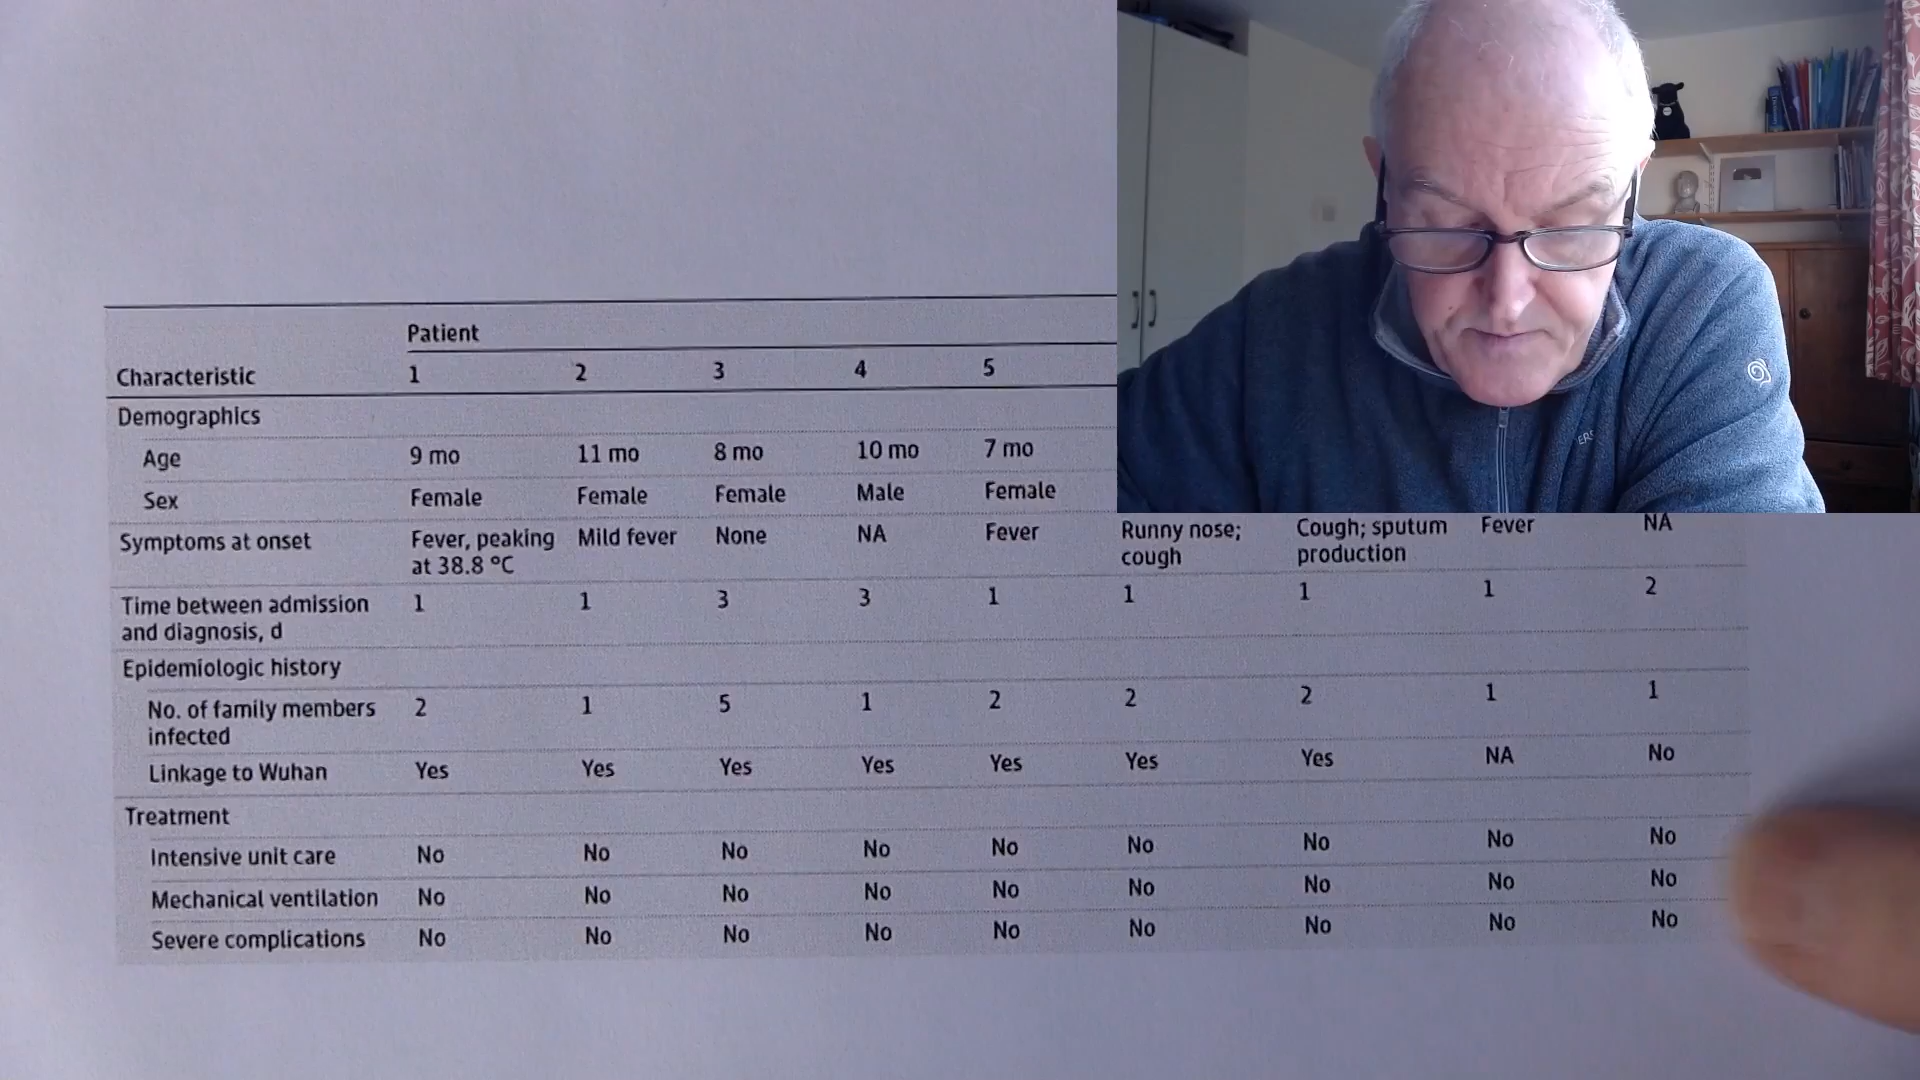 Patient
Characteristic 1 2 3 4 5
Demographics
Age 9 mo 11 mo 8 mo 10 mo 7 mo
Sex Female Female Female Male Female
Symptoms at onset Fever, peaking at 38.8 °C Mild fever None NA Fever Runny nose; cough Cough; sputum production Fever NA
Time between admission and diagnosis, d 1 1 3 3 1 1 1 1 2
Epidemiologic history
No. of family members infected 2 1 5 1 2 2 2 1 1
Linkage to Wuhan Yes Yes Yes Yes Yes Yes Yes NA No
Treatment
Intensive unit care No No No No No No No No No
Mechanical ventilation No No No No No No No No No
Severe complications No No No No No No No No No